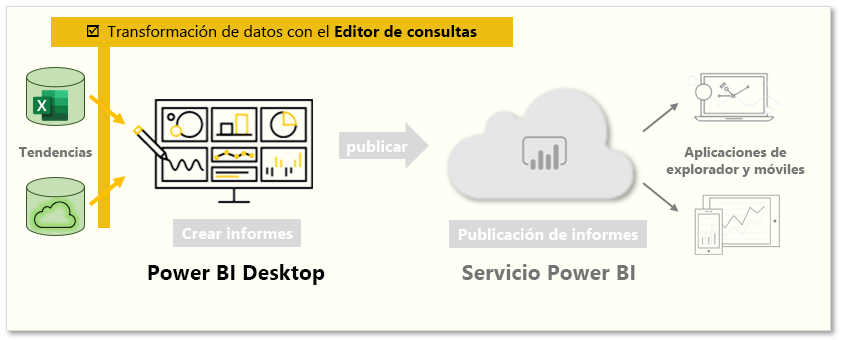 Transformación de datos con el Editor de consultas
X
Tendencias
publicar
Aplicaciones de
explorador y móviles
Crear informes
Publicación de informes
Power BI Desktop
Servicio Power BI